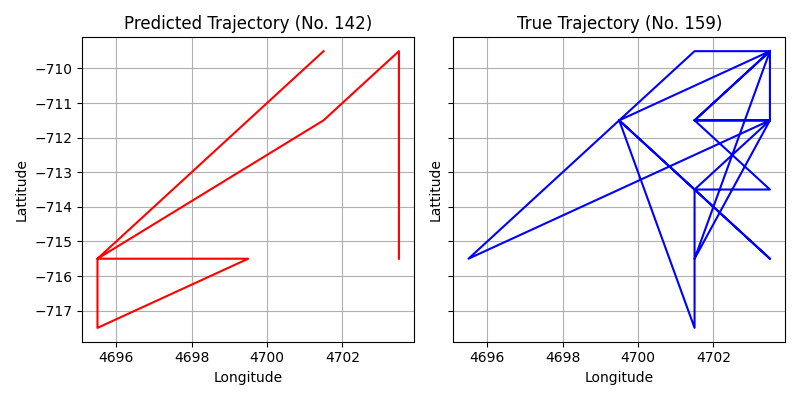 Predicted Trajectory (No. 142)
True Trajectory (No. 159)
−710
−711
−712
−713
−714
−715
−716
−717
Lattitude
Lattitude
4696 4698 4700 4702
4696 4698 4700 4702
Longitude
Longitude